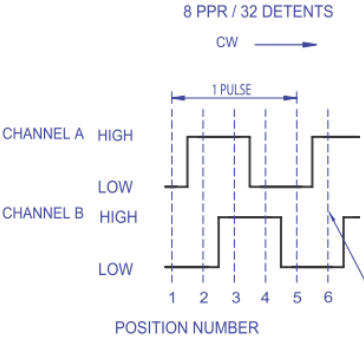 8 PPR / 32 DETENTS
CW
1 PULSE
CHANNEL A HIGH
LOW
CHANNEL B HIGH
LOW
1 2 3 4 5 6
POSITION NUMBER